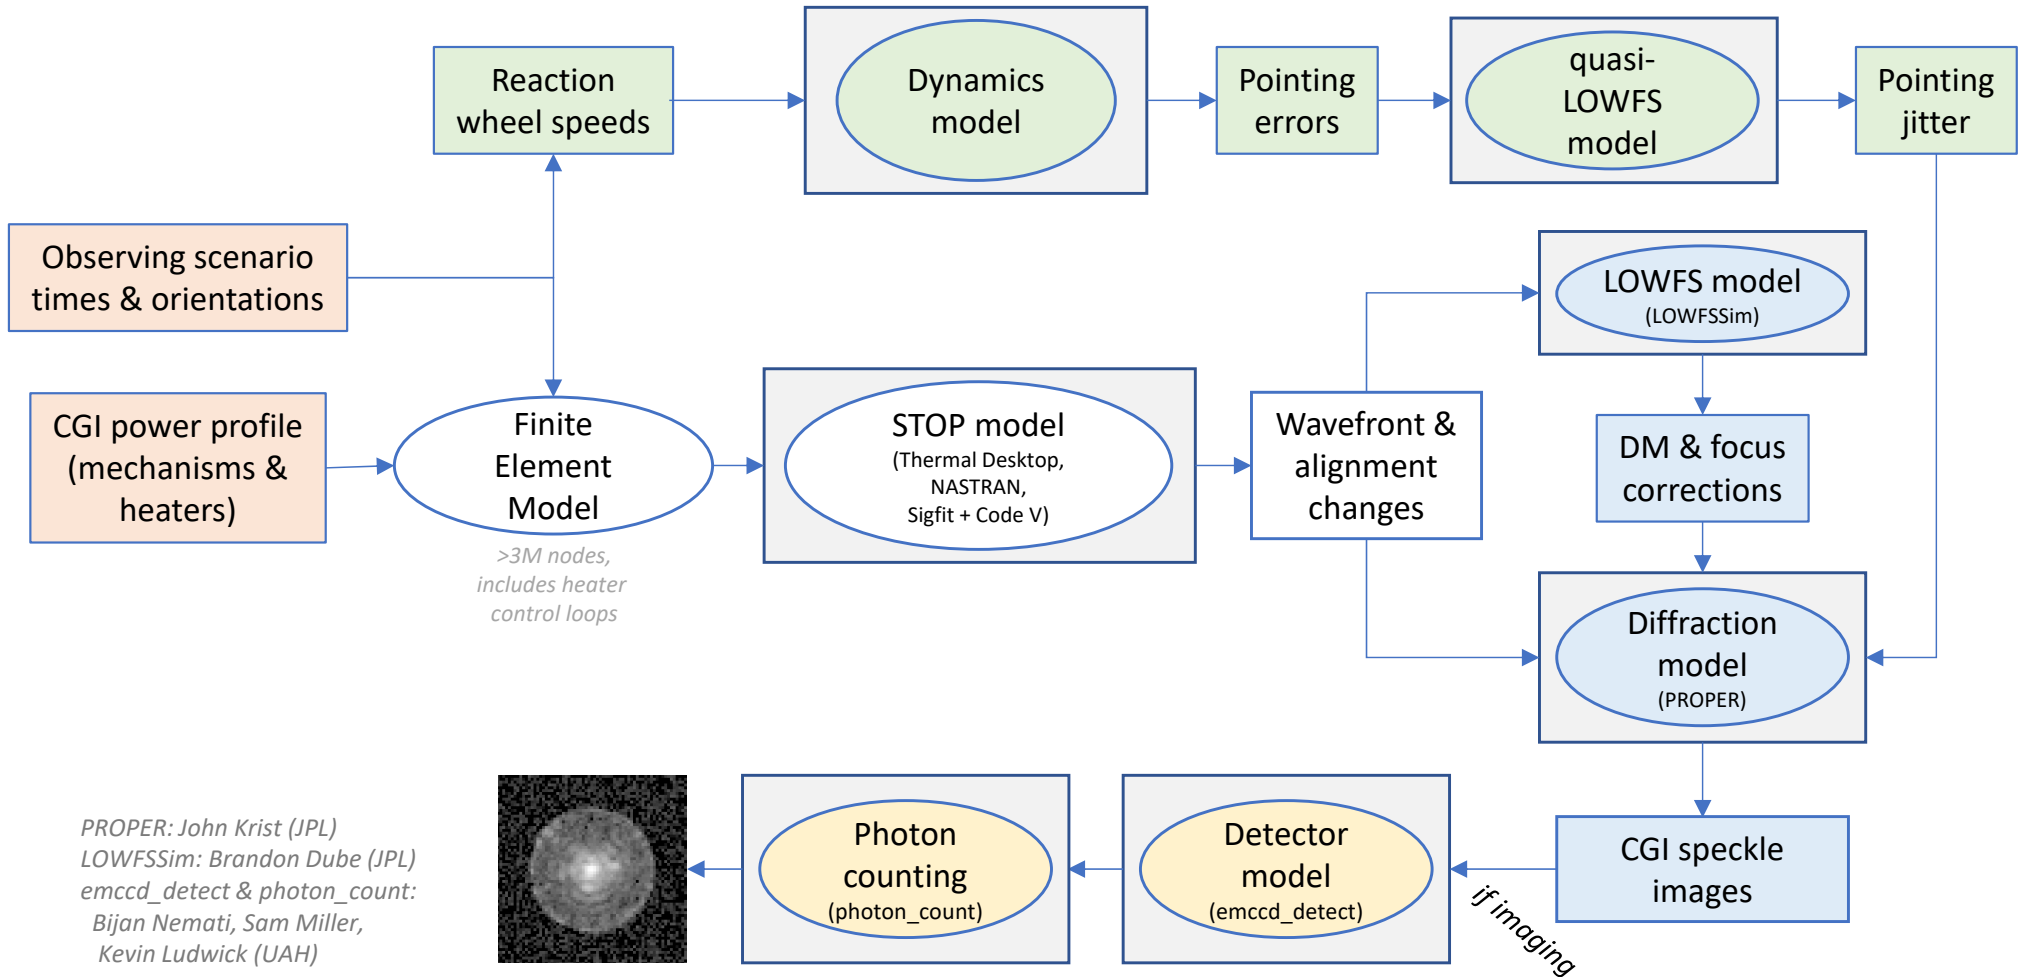 Reaction
wheel speeds
Dynamics
model
Pointing
errors
quasi-
LOWFS
model
Pointing
jitter
Observing scenario
times & orientations
LOWFS model
(LOWFSSim)
CGI power profile
(mechanisms &
heaters)
Finite
Element
Model
>3M nodes,
includes heater
control loops
STOP model
(Thermal Desktop,
NASTRAN,
Sigfit + Code V)
Wavefront &
alignment
changes
DM & focus
corrections
Diffraction
model
(PROPER)
CGI speckle
images
if imaging
Detector
model
(emccd_detect)
Photon
counting
(photon_count)
PROPER: John Krist (JPL)
LOWFSSim: Brandon Dube (JPL)
emccd_detect & photon_count:
Bijan Nemati, Sam Miller,
Kevin Ludwick (UAH)